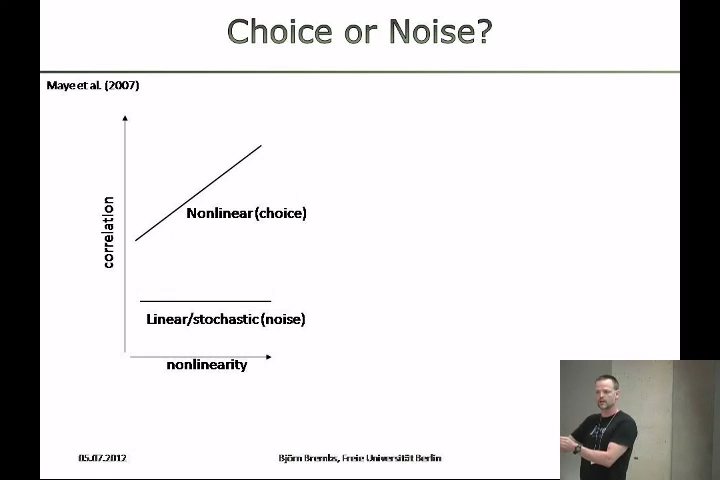 Choice or Noise?
Maye et al. (2007)
correlation
Nonlinear (choice)
Linear/stochastic (noise)
nonlinearity
05.07.2012
Björn Brembs, Freie Universität Berlin